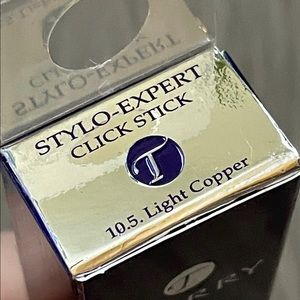 STYLO-EXPERT
CLICK STICK
T
10.5. Light Copper
T